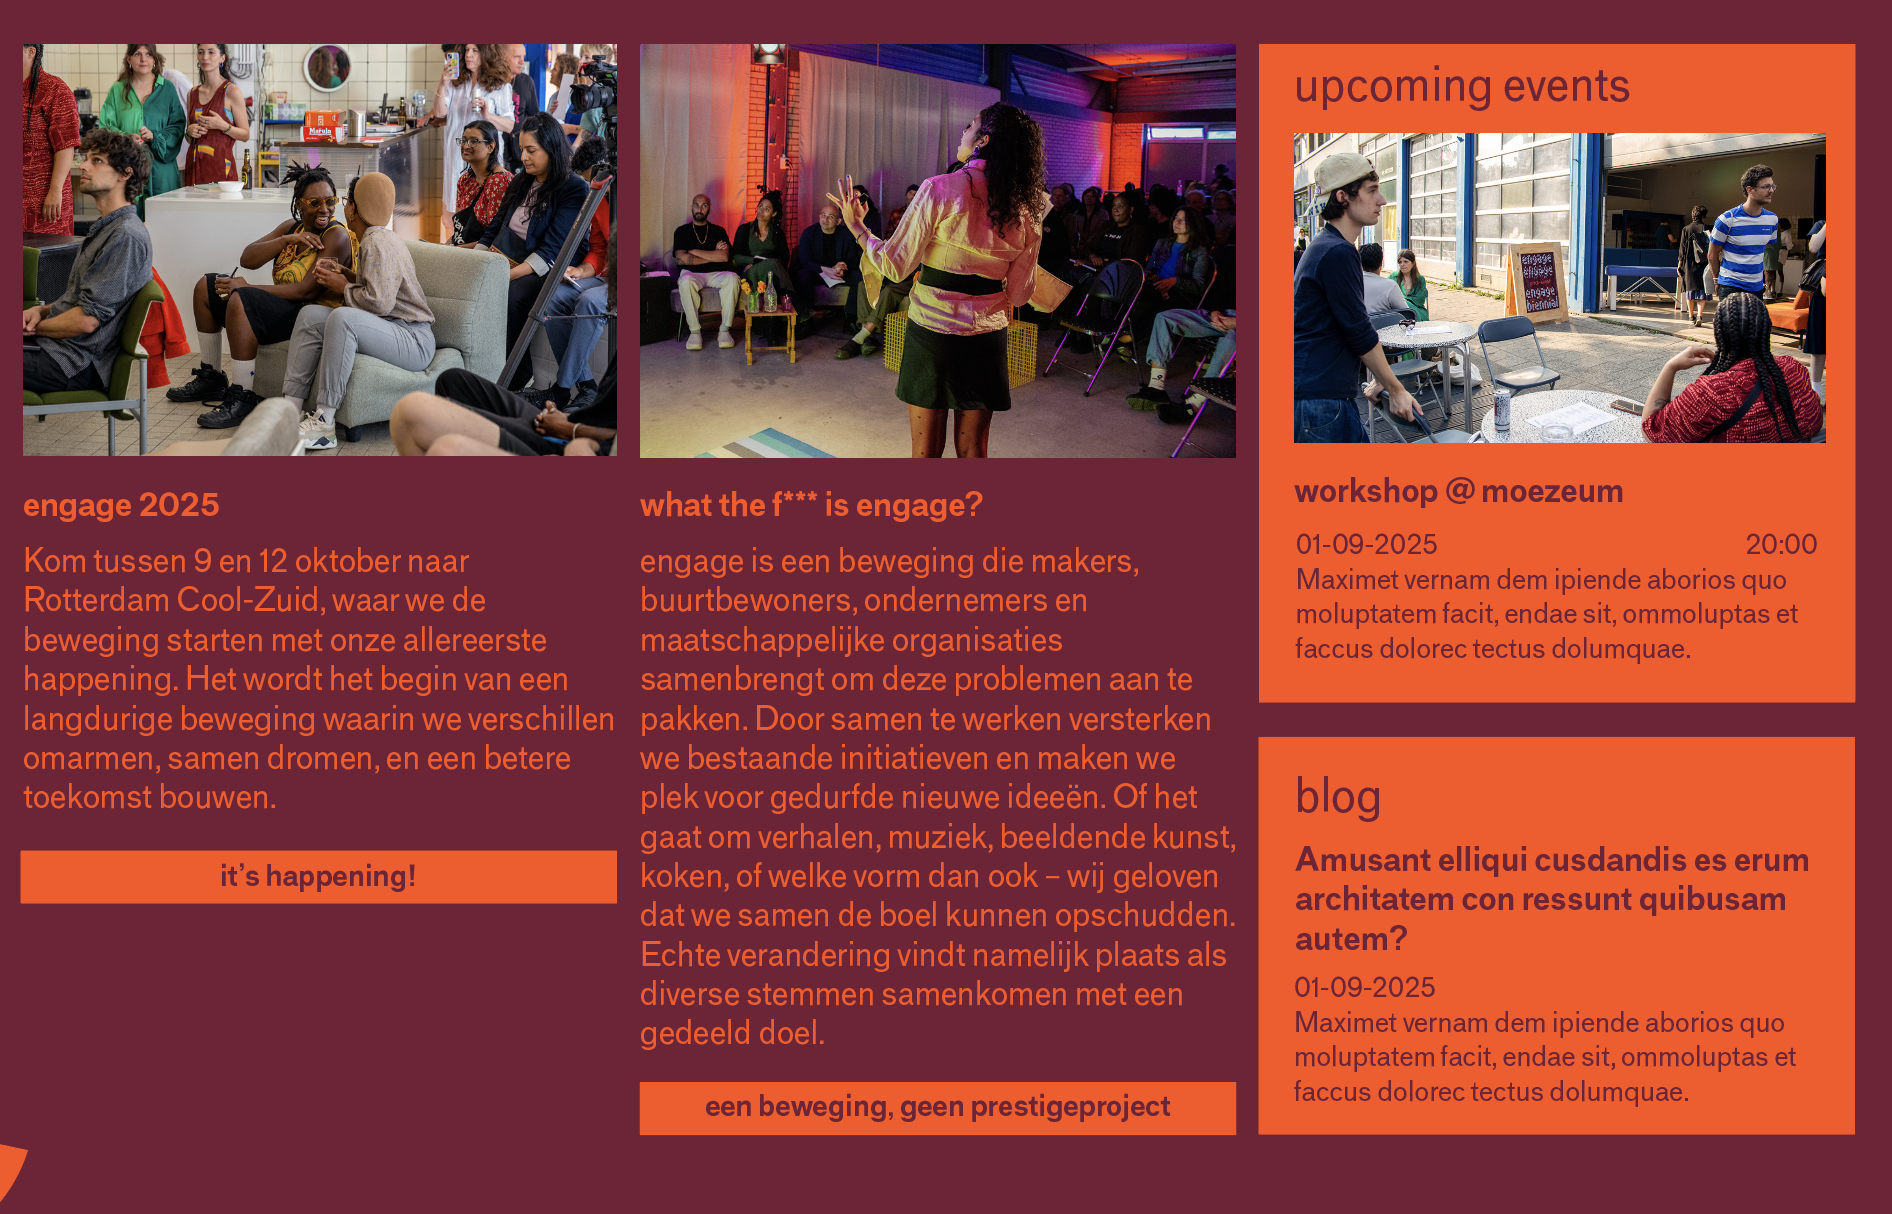 engage 2025
Kom tussen 9 en 12 oktober naar
Rotterdam Cool-Zuid, waar we de
beweging starten met onze allereerste
happening. Het wordt het begin van een
langdurige beweging waarin we verschillen
omarmen, samen dromen, en een betere
toekomst bouwen.
it’s happening!
what the f*** is engage?
engage is een beweging die makers,
buurtbewoners, ondernemers en
maatschappelijke organisaties
samenbrengt om deze problemen aan te
pakken. Door samen te werken versterken
we bestaande initiatieven en maken we
plek voor gedurfde nieuwe ideeën. Of het
gaat om verhalen, muziek, beeldende kunst,
koken, of welke vorm dan ook – wij geloven
dat we samen de boel kunnen opschudden.
Echte verandering vindt namelijk plaats als
diverse stemmen samenkomen met een
gedeeld doel.
een beweging, geen prestigeproject
upcoming events
engage
engage
engage
biennial
workshop @ moezeum
01-09-2025 20:00
Maximet vernam dem ipiende aborios quo
moluptatem facit, endae sit, ommoluptas et
faccus dolorec tectus dolumquae.
blog
Amusant elliqui cusdandis es erum
architatem con ressunt quibusam
autem?
01-09-2025
Maximet vernam dem ipiende aborios quo
moluptatem facit, endae sit, ommoluptas et
faccus dolorec tectus dolumquae.